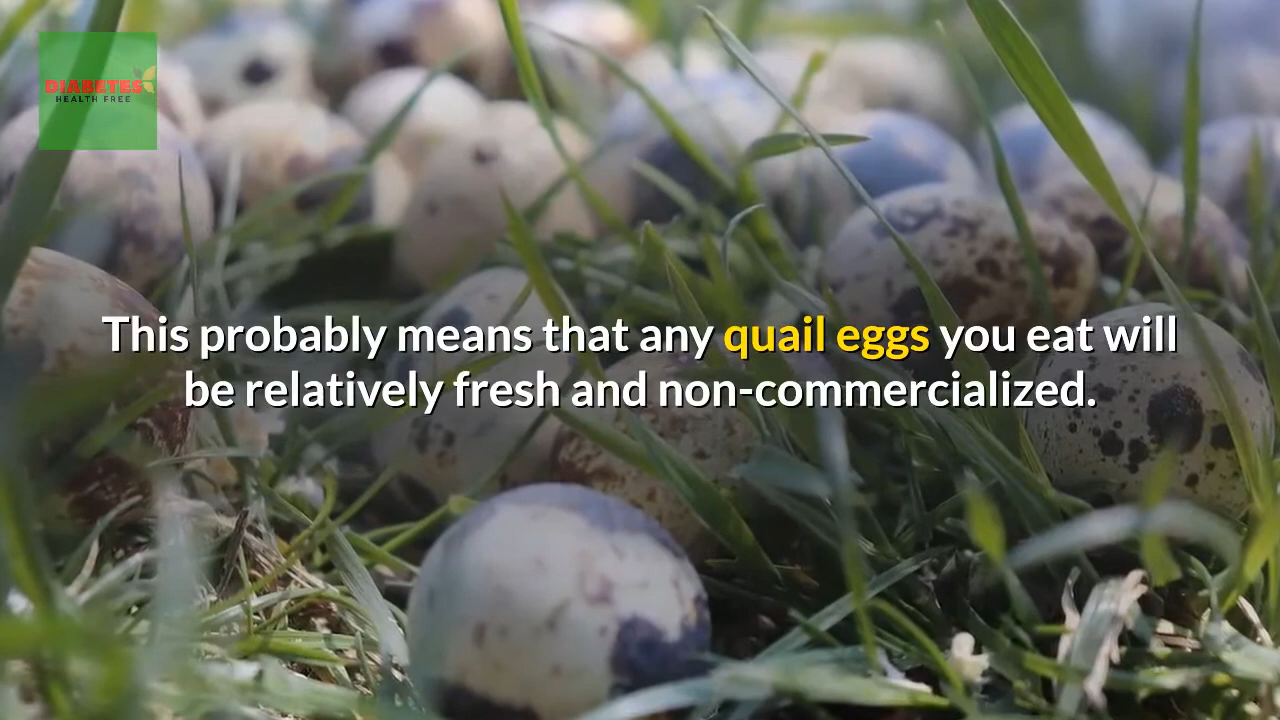 DIABETES
HEALTH FREE
This probably means that any quail eggs you eat will
be relatively fresh and non-commercialized.